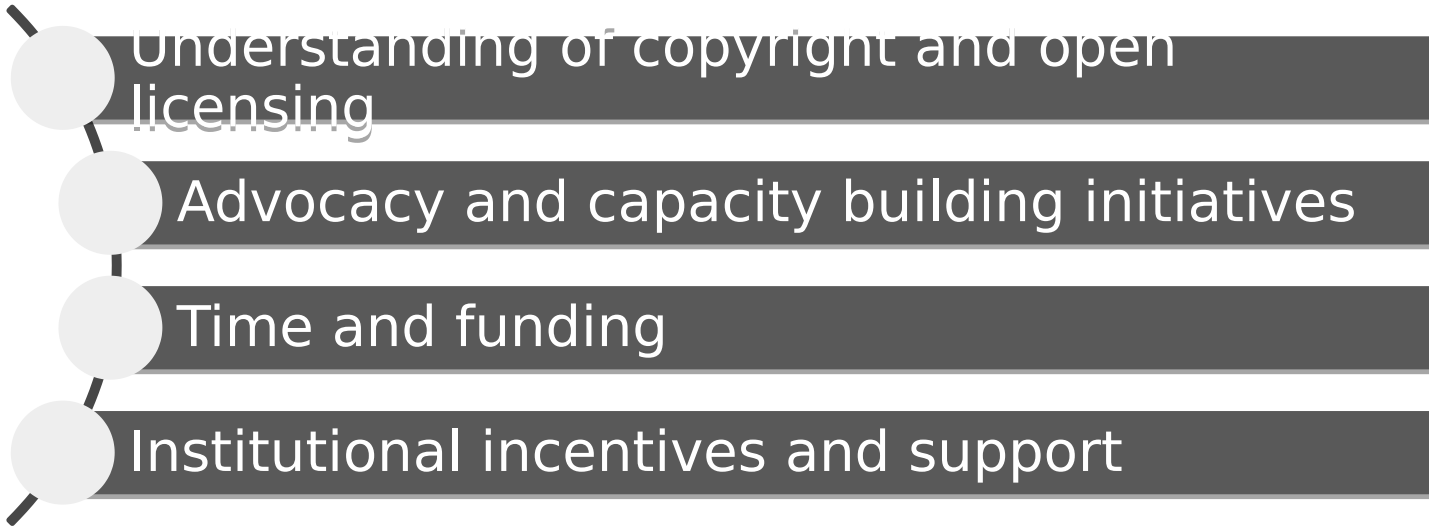 Understanding of copyright and open
licensing
Advocacy and capacity building initiatives
Time and funding
Institutional incentives and support